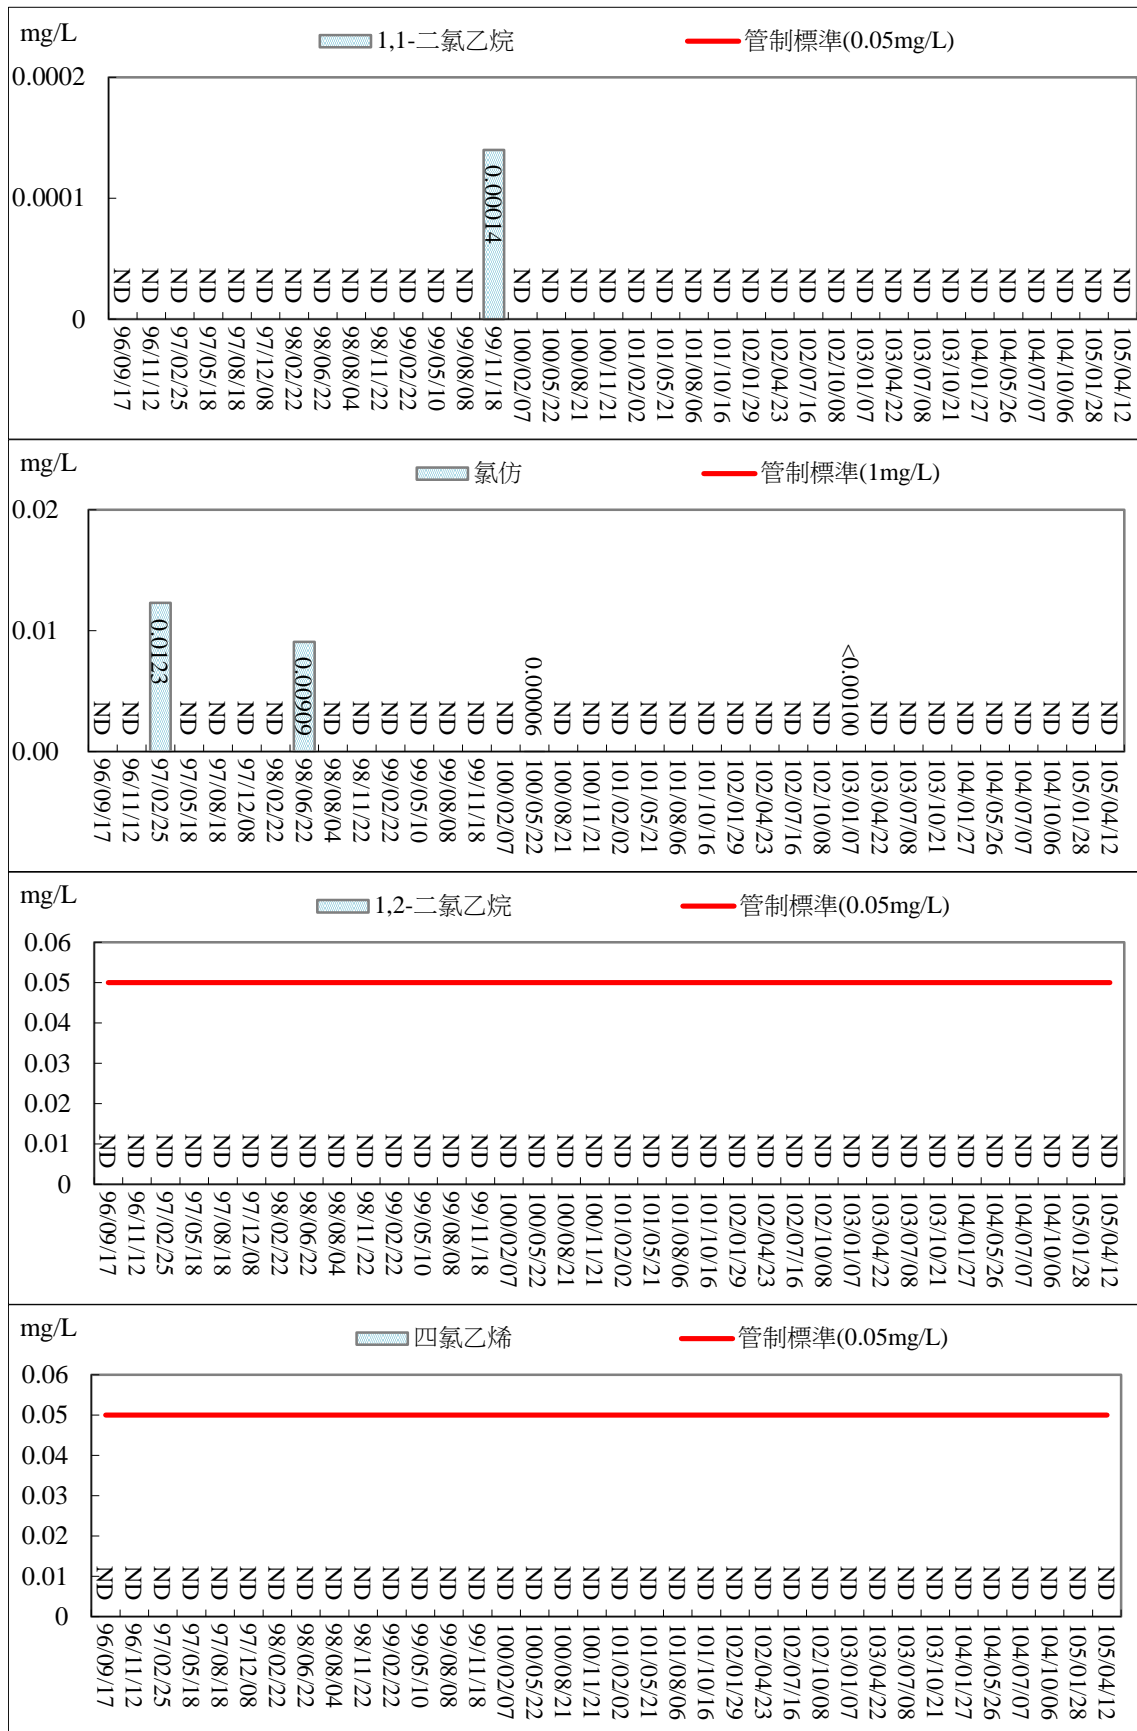 mg/L
1,1-二氯乙烷 管制標準(0.05mg/L)
0.0002
0.0001
0
ND ND ND ND ND ND ND ND ND ND ND ND ND 0.00014 ND ND ND ND ND ND ND ND ND ND ND ND ND ND ND ND ND ND ND ND ND ND
96/09/17 96/11/12 97/02/25 97/05/18 97/08/18 97/12/08 98/02/22 98/06/22 98/08/04 98/11/22 99/02/22 99/05/10 99/08/08 99/11/18 100/02/07 100/05/22 100/08/21 100/11/21 101/02/02 101/05/21 101/08/06 101/10/16 102/01/29 102/04/23 102/07/16 102/10/08 103/01/07 103/04/22 103/07/08 103/10/21 104/01/27 104/05/26 104/07/07 104/10/06 105/01/28 105/04/12
mg/L
氯仿 管制標準(1mg/L)
0.02
0.01
0.00
ND ND 0.0123 ND ND ND ND 0.00909 ND ND ND ND ND ND ND 0.00006 ND ND ND ND ND ND ND ND ND ND <0.00100 ND ND ND ND ND ND ND ND ND
96/09/17 96/11/12 97/02/25 97/05/18 97/08/18 97/12/08 98/02/22 98/06/22 98/08/04 98/11/22 99/02/22 99/05/10 99/08/08 99/11/18 100/02/07 100/05/22 100/08/21 100/11/21 101/02/02 101/05/21 101/08/06 101/10/16 102/01/29 102/04/23 102/07/16 102/10/08 103/01/07 103/04/22 103/07/08 103/10/21 104/01/27 104/05/26 104/07/07 104/10/06 105/01/28 105/04/12
mg/L
1,2-二氯乙烷 管制標準(0.05mg/L)
0.06
0.05
0.04
0.03
0.02
0.01
0
ND ND ND ND ND ND ND ND ND ND ND ND ND ND ND ND ND ND ND ND ND ND ND ND ND ND ND ND ND ND ND ND ND ND ND ND
96/09/17 96/11/12 97/02/25 97/05/18 97/08/18 97/12/08 98/02/22 98/06/22 98/08/04 98/11/22 99/02/22 99/05/10 99/08/08 99/11/18 100/02/07 100/05/22 100/08/21 100/11/21 101/02/02 101/05/21 101/08/06 101/10/16 102/01/29 102/04/23 102/07/16 102/10/08 103/01/07 103/04/22 103/07/08 103/10/21 104/01/27 104/05/26 104/07/07 104/10/06 105/01/28 105/04/12
mg/L
四氯乙烯 管制標準(0.05mg/L)
0.06
0.05
0.04
0.03
0.02
0.01
0
ND ND ND ND ND ND ND ND ND ND ND ND ND ND ND ND ND ND ND ND ND ND ND ND ND ND ND ND ND ND ND ND ND ND ND ND
96/09/17 96/11/12 97/02/25 97/05/18 97/08/18 97/12/08 98/02/22 98/06/22 98/08/04 98/11/22 99/02/22 99/05/10 99/08/08 99/11/18 100/02/07 100/05/22 100/08/21 100/11/21 101/02/02 101/05/21 101/08/06 101/10/16 102/01/29 102/04/23 102/07/16 102/10/08 103/01/07 103/04/22 103/07/08 103/10/21 104/01/27 104/05/26 104/07/07 104/10/06 105/01/28 105/04/12